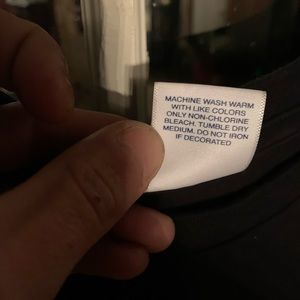 MACHINE WASH WARM
WITH LIKE COLORS
ONLY NON-CHLORINE
BLEACH. TUMBLE DRY
MEDIUM. DO NOT IRON
IF DECORATED